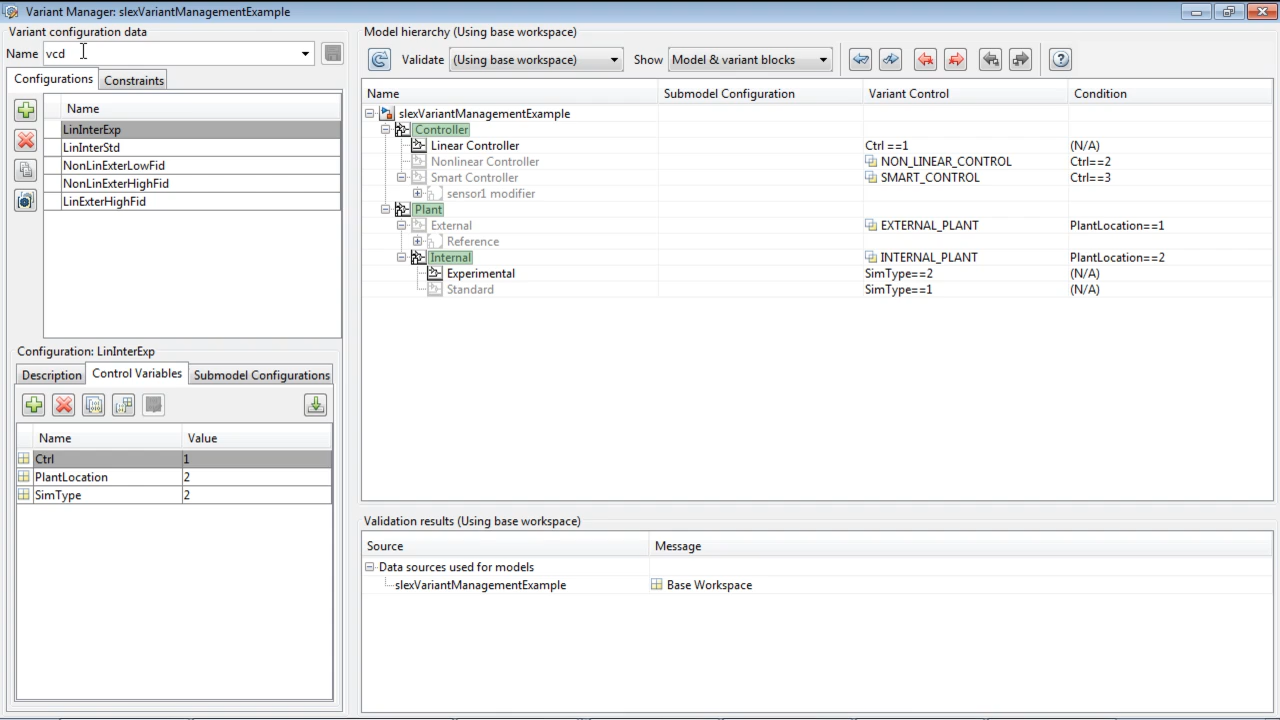 Variant Manager: slexVariantManagementExample
Variant configuration data
Name vcd
Configurations Constraints
Name
LinInterExp
LinInterStd
NonLinExterLowFid
NonLinExterHighFid
LinExterHighFid
Configuration: LinInterExp
Description Control Variables Submodel Configurations
Name Value
Ctrl 1
PlantLocation 2
SimType 2
Model hierarchy (Using base workspace)
Validate (Using base workspace) Show Model & variant blocks
Name Submodel Configuration Variant Control Condition
slexVariantManagementExample
Controller
Linear Controller Ctrl ==1 (N/A)
Nonlinear Controller NON_LINEAR_CONTROL Ctrl==2
Smart Controller SMART_CONTROL Ctrl==3
sensor1 modifier
Plant
External EXTERNAL_PLANT PlantLocation==1
Reference
Internal INTERNAL_PLANT PlantLocation==2
Experimental SimType==2 (N/A)
Standard SimType==1 (N/A)
Validation results (Using base workspace)
Source Message
Data sources used for models
slexVariantManagementExample Base Workspace